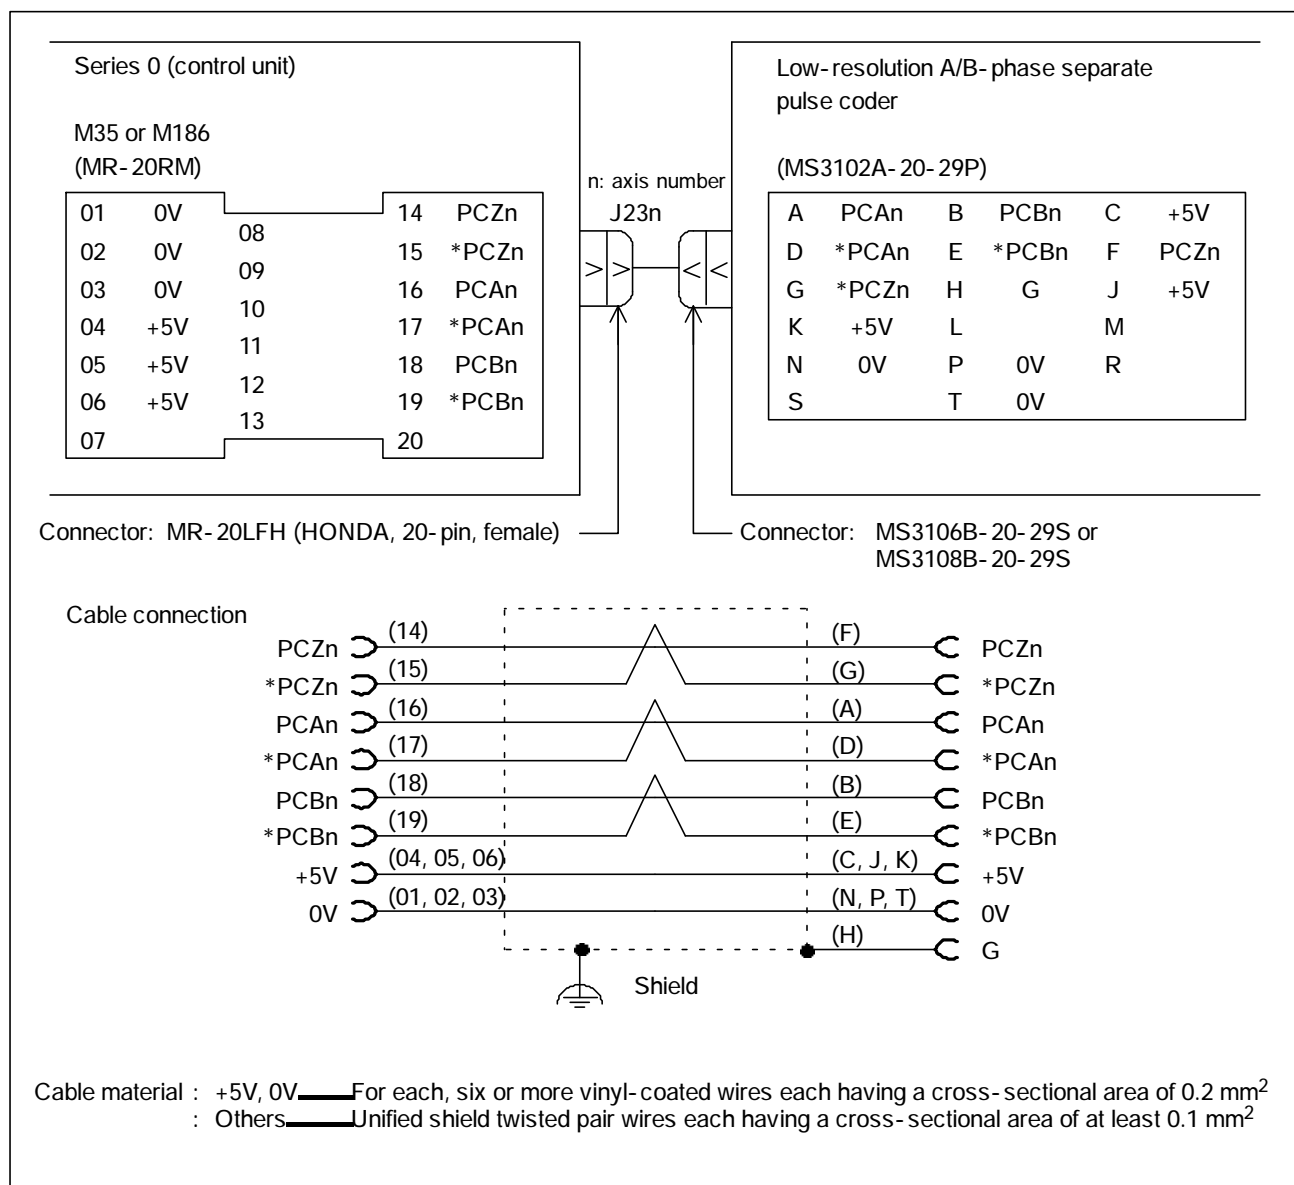 Series 0 (control unit)
M35 or M186
(MR-20RM)
01 0V 14 PCZn
08
02 0V 15 *PCZn
09
03 0V 16 PCAn
10
04 +5V 17 *PCAn
11
05 +5V 18 PCBn
12
06 +5V 19 *PCBn
13
07 20
n: axis number
J23n
Low-resolution A/B-phase separate
pulse coder
(MS3102A-20-29P)
A PCAn B PCBn C +5V
D *PCAn E *PCBn F PCZn
G *PCZn H G J +5V
K +5V L M
N 0V P 0V R
S T 0V
Connector: MR-20LFH (HONDA, 20-pin, female)
Connector: MS3106B-20-29S or
MS3108B-20-29S
Cable connection
PCZn (14) (F) PCZn
*PCZn (15) (G) *PCZn
PCAn (16) (A) PCAn
*PCAn (17) (D) *PCAn
PCBn (18) (B) PCBn
*PCBn (19) (E) *PCBn
+5V (04, 05, 06) (C, J, K) +5V
0V (01, 02, 03) (N, P, T) 0V
(H) G
Shield
Cable material : +5V, 0V For each, six or more vinyl-coated wires each having a cross-sectional area of 0.2 mm²
: Others Unified shield twisted pair wires each having a cross-sectional area of at least 0.1 mm²